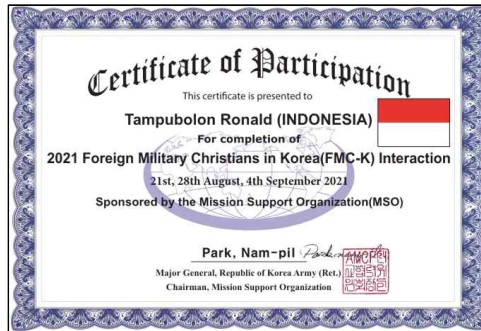 Certificate of Participation
This certificate is presented to
Tampubolon Ronald (INDONESIA)
For completion of
2021 Foreign Military Christians in Korea(FMC-K) Interaction
21st, 28th August, 4th September 2021
Sponsored by the Mission Support Organization(MSO)
Park, Nam-pil
Major General, Republic of Korea Army (Ret.)
Chairman, Mission Support Organization